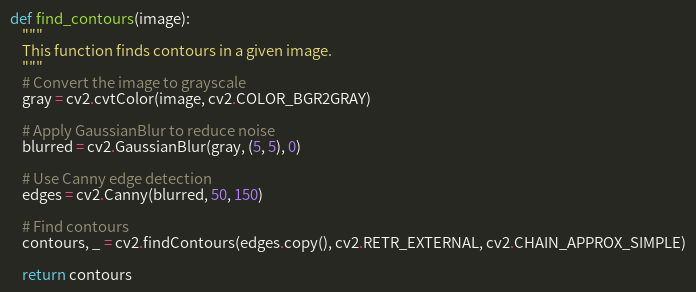 def find_contours(image):
    """
    This function finds contours in a given image.
    """
    # Convert the image to grayscale
    gray = cv2.cvtColor(image, cv2.COLOR_BGR2GRAY)
    # Apply GaussianBlur to reduce noise
    blurred = cv2.GaussianBlur(gray, (5, 5), 0)
    # Use Canny edge detection
    edges = cv2.Canny(blurred, 50, 150)
    # Find contours
    contours, _ = cv2.findContours(edges.copy(), cv2.RETR_EXTERNAL, cv2.CHAIN_APPROX_SIMPLE)
    return contours